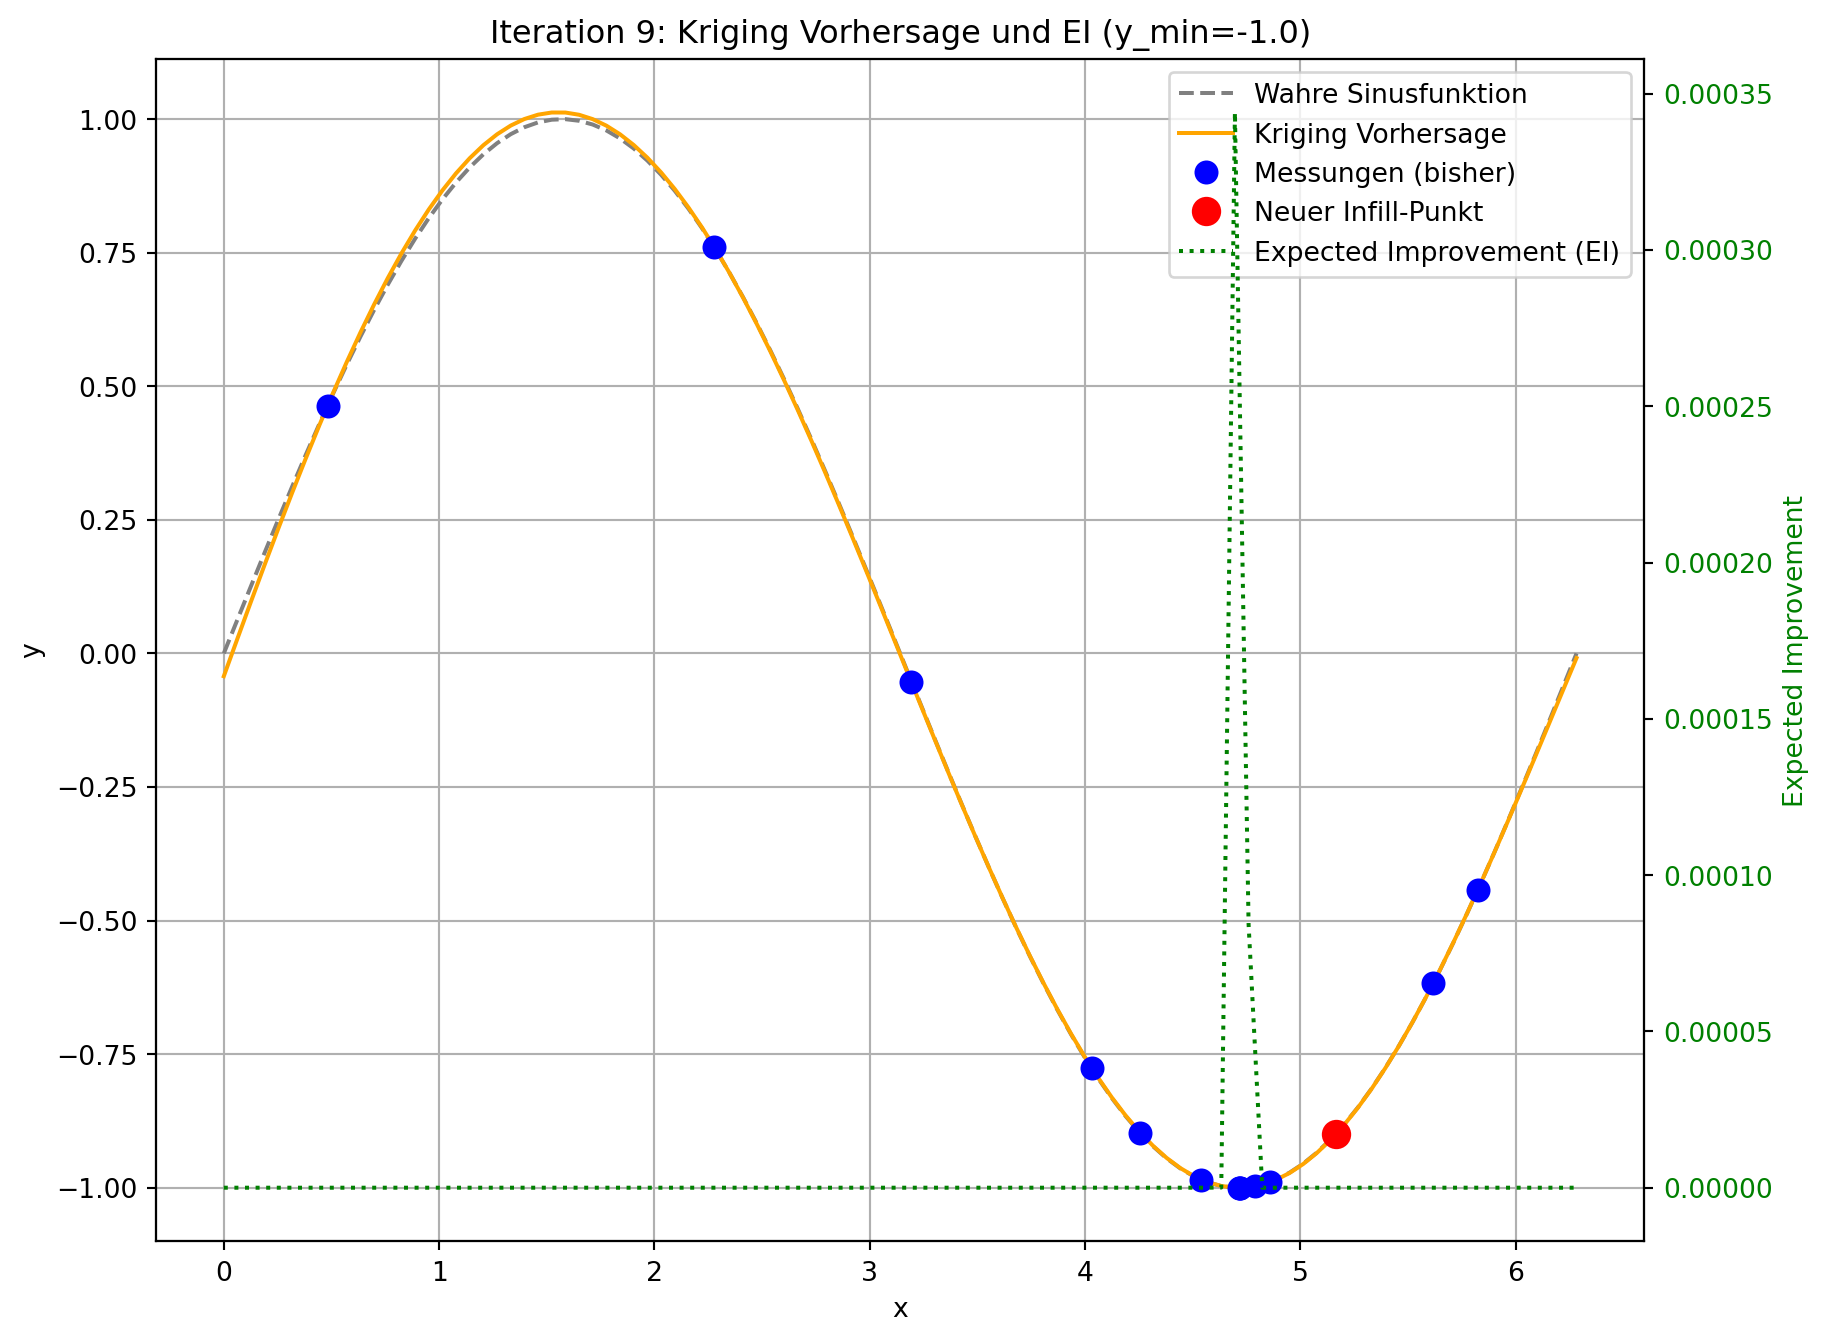 Iteration 9: Kriging Vorhersage und EI (y_min=-1.0)
Wahre Sinusfunktion
Kriging Vorhersage
Messungen (bisher)
Neuer Infill-Punkt
Expected Improvement (EI)
1.00
0.75
0.50
0.25
0.00
−0.25
−0.50
−0.75
−1.00
y
0.00035
0.00030
0.00025
0.00020
0.00015
0.00010
0.00005
0.00000
Expected Improvement
0 1 2 3 4 5 6
x